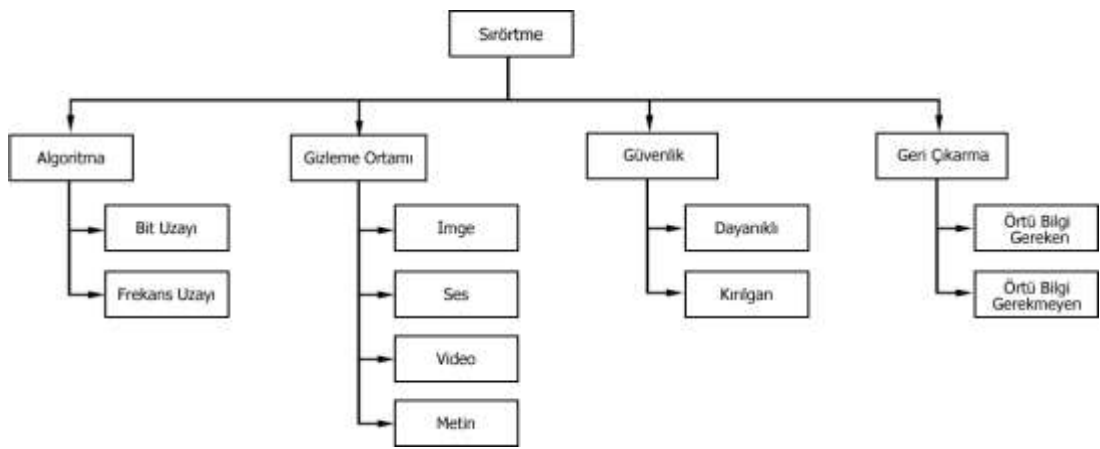 Sırörtme
Algoritma
Gizleme Ortamı
Güvenlik
Geri Çıkarma
Bit Uzayı
Frekans Uzayı
İmge
Ses
Video
Metin
Dayanıklı
Kırılgan
Örtü Bilgi
Gereken
Örtü Bilgi
Gerekmeyen